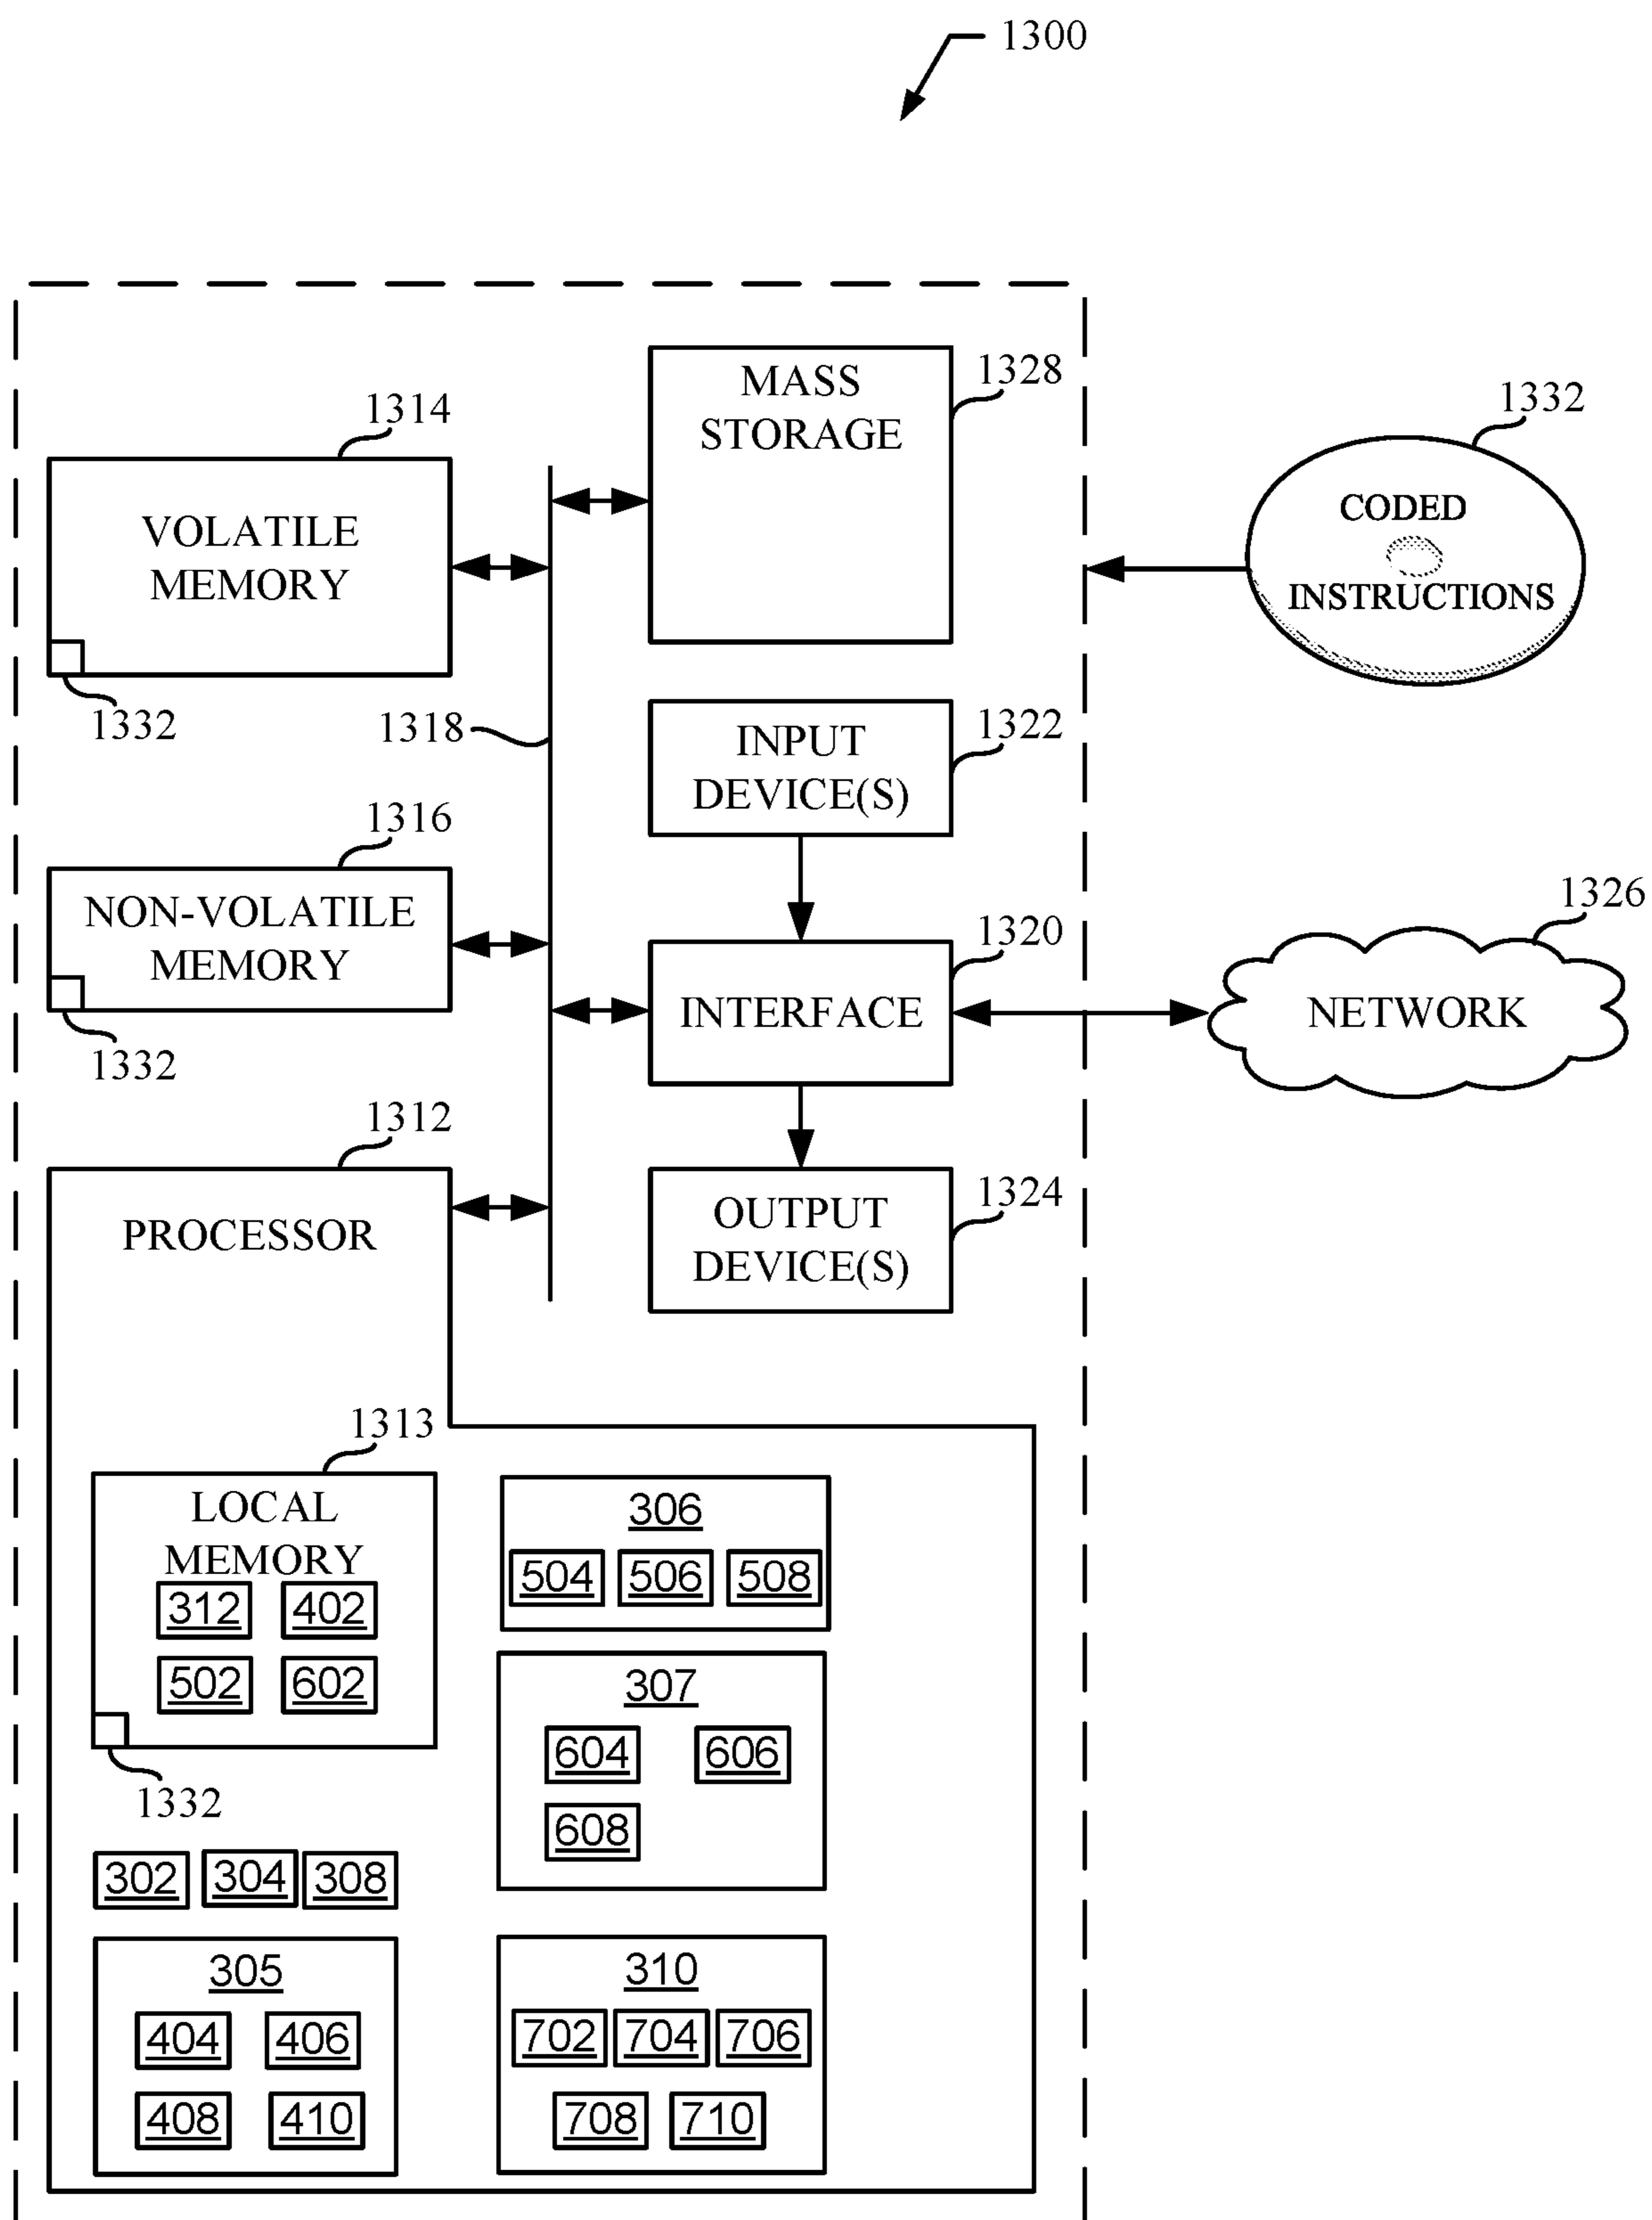 1300
1328
MASS
STORAGE
1314
VOLATILE
MEMORY
1332
1332
CODED
INSTRUCTIONS
1318
1322
INPUT
DEVICE(S)
1316
NON-VOLATILE
MEMORY
1332
1320
INTERFACE
1326
NETWORK
1312
PROCESSOR
1324
OUTPUT
DEVICE(S)
1313
LOCAL
MEMORY
312 402
502 602
1332
306
504 506 508
307
604 606
608
302 304 308
305
404 406
408 410
310
702 704 706
708 710